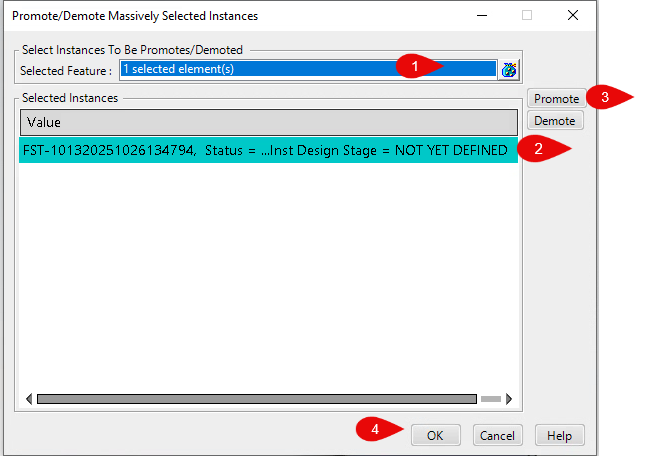 Promote/Demote Massively Selected Instances
Select Instances To Be Promotes/Demoted
Selected Feature : 1 selected element(s) 1
Selected Instances
Promote 3
Value
Demote
FST-101320251026134794, Status = ...Inst Design Stage = NOT YET DEFINED 2
4 OK Cancel Help